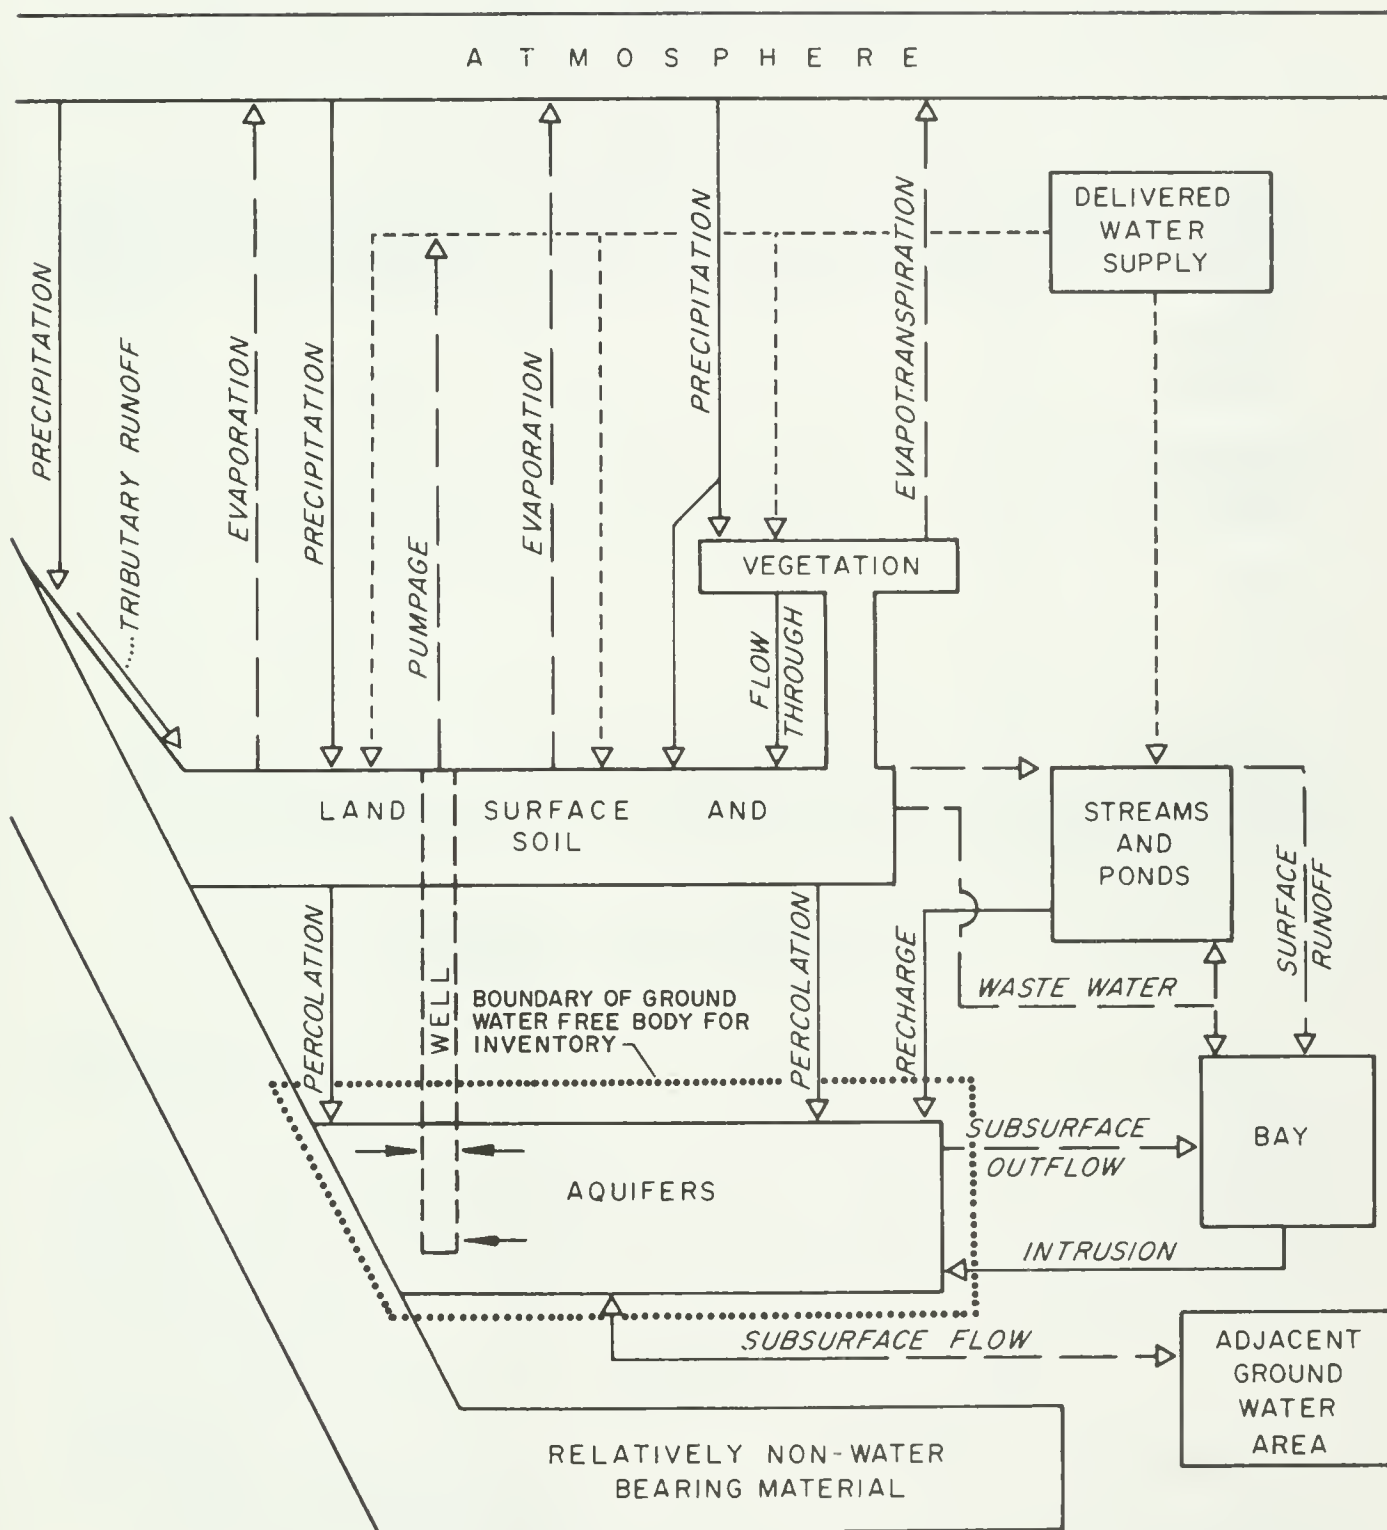 ATMOSPHERE
DELIVERED
WATER
SUPPLY
PRECIPITATION
TRIBUTARY RUNOFF
EVAPORATION
PRECIPITATION
PUMPAGE
EVAPORATION
PRECIPITATION
EVAPOTRANSPIRATION
VEGETATION
FLOW
THROUGH
LAND SURFACE AND
SOIL
STREAMS
AND
PONDS
SURFACE
RUNOFF
PERCOLATION
WELL
BOUNDARY OF GROUND
WATER FREE BODY FOR
INVENTORY
PERCOLATION
RECHARGE
WASTE WATER
SUBSURFACE
OUTFLOW
BAY
AQUIFERS
INTRUSION
SUBSURFACE FLOW
ADJACENT
GROUND
WATER
AREA
RELATIVELY NON-WATER
BEARING MATERIAL